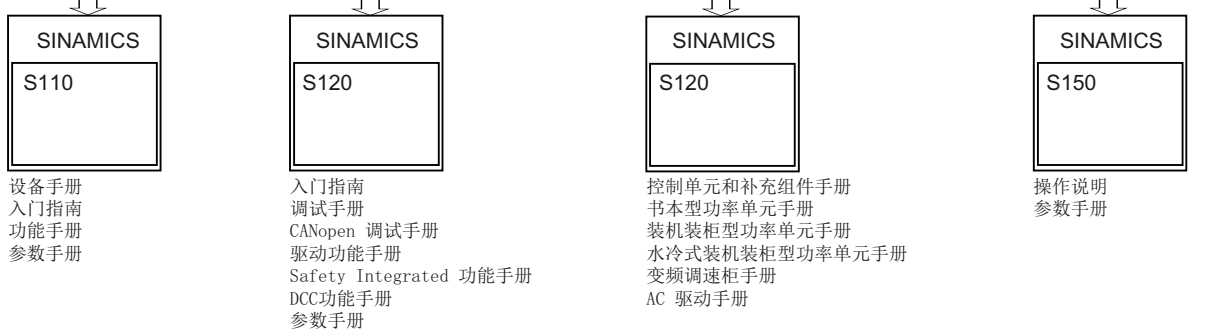 SINAMICS
S110
设备手册
入门指南
功能手册
参数手册
SINAMICS
S120
入门指南
调试手册
CANopen 调试手册
驱动功能手册
Safety Integrated 功能手册
DCC功能手册
参数手册
SINAMICS
S120
控制单元和补充组件手册
书本型功率单元手册
装机装柜型功率单元手册
水冷式装机装柜型功率单元手册
变频调速柜手册
AC 驱动手册
SINAMICS
S150
操作说明
参数手册